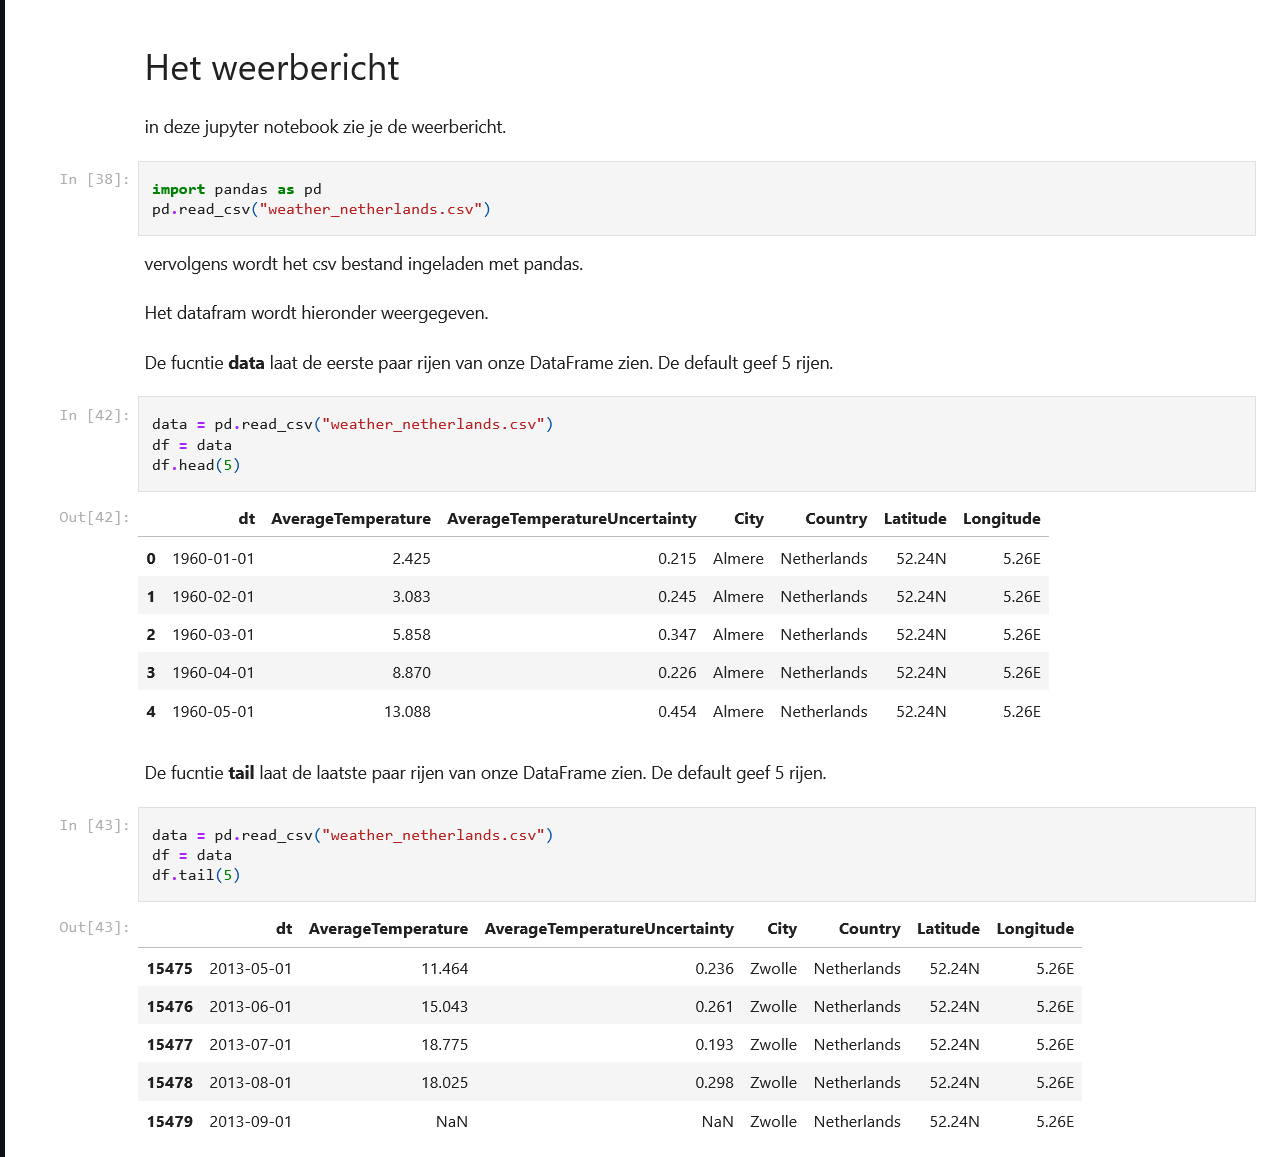 Het weerbericht
in deze jupyter notebook zie je de weerbericht.
In [38]:
import pandas as pd
pd.read_csv("weather_netherlands.csv")
vervolgens wordt het csv bestand ingeladen met pandas.
Het datafram wordt hieronder weergegeven.
De fucntie data laat de eerste paar rijen van onze DataFrame zien. De default geef 5 rijen.
In [42]:
data = pd.read_csv("weather_netherlands.csv")
df = data
df.head(5)
Out[42]:
dt AverageTemperature AverageTemperatureUncertainty City Country Latitude Longitude
0 1960-01-01 2.425 0.215 Almere Netherlands 52.24N 5.26E
1 1960-02-01 3.083 0.245 Almere Netherlands 52.24N 5.26E
2 1960-03-01 5.858 0.347 Almere Netherlands 52.24N 5.26E
3 1960-04-01 8.870 0.226 Almere Netherlands 52.24N 5.26E
4 1960-05-01 13.088 0.454 Almere Netherlands 52.24N 5.26E
De fucntie tail laat de laatste paar rijen van onze DataFrame zien. De default geef 5 rijen.
In [43]:
data = pd.read_csv("weather_netherlands.csv")
df = data
df.tail(5)
Out[43]:
dt AverageTemperature AverageTemperatureUncertainty City Country Latitude Longitude
15475 2013-05-01 11.464 0.236 Zwolle Netherlands 52.24N 5.26E
15476 2013-06-01 15.043 0.261 Zwolle Netherlands 52.24N 5.26E
15477 2013-07-01 18.775 0.193 Zwolle Netherlands 52.24N 5.26E
15478 2013-08-01 18.025 0.298 Zwolle Netherlands 52.24N 5.26E
15479 2013-09-01 NaN NaN Zwolle Netherlands 52.24N 5.26E